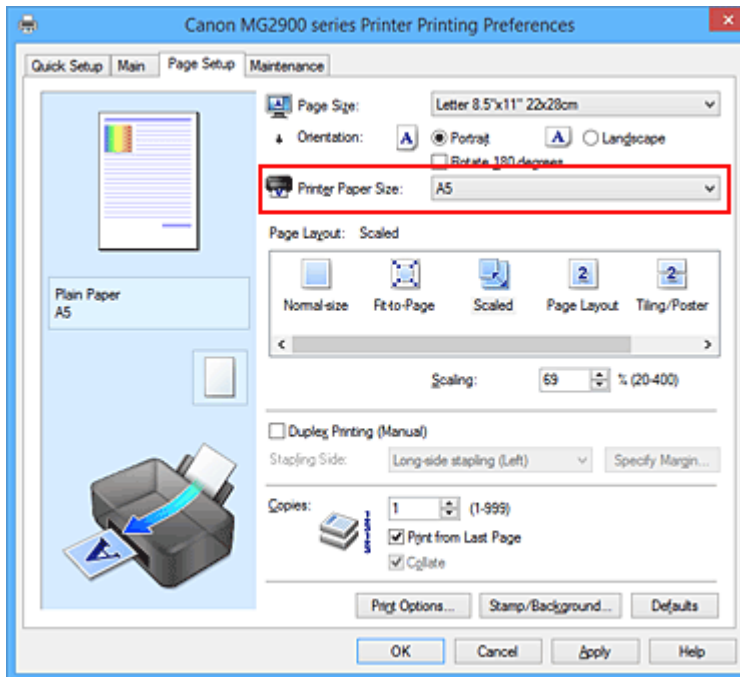 Canon MG2900 series Printer Printing Preferences
Quick Setup Main Page Setup Maintenance
Page Size: Letter 8.5"x11" 22x28cm
Orientation: A Portrait A Landscape
Rotate 180 degrees
Printer Paper Size: A5
Page Layout: Scaled
Normal-size Fit-to-Page Scaled Page Layout Tiling/Poster
Plain Paper
A5
Scaling: 69 % (20-400)
Duplex Printing (Manual)
Stapling Side: Long-side stapling (Left) Specify Margin...
Copies: 1 (1-999)
Print from Last Page
Collate
Print Options... Stamp/Background... Defaults
OK Cancel Apply Help